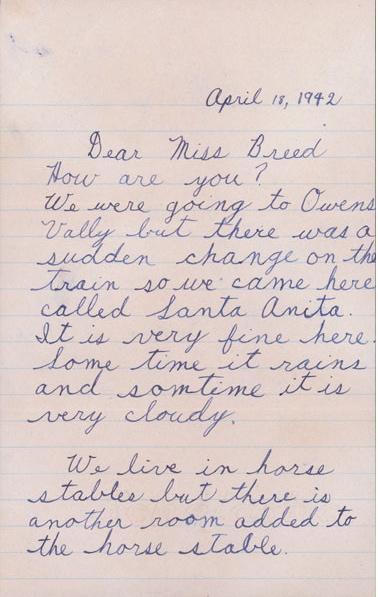 April 18, 1942
Dear Miss Breed
How are you?
We were going to Owens
Vally but there was a
sudden change on the
train so we came here
called Santa Anita.
It is very fine here.
Some time it rains
and somtime it is
very cloudy.
We live in horse
stables but there is
another room added to
the horse stable.